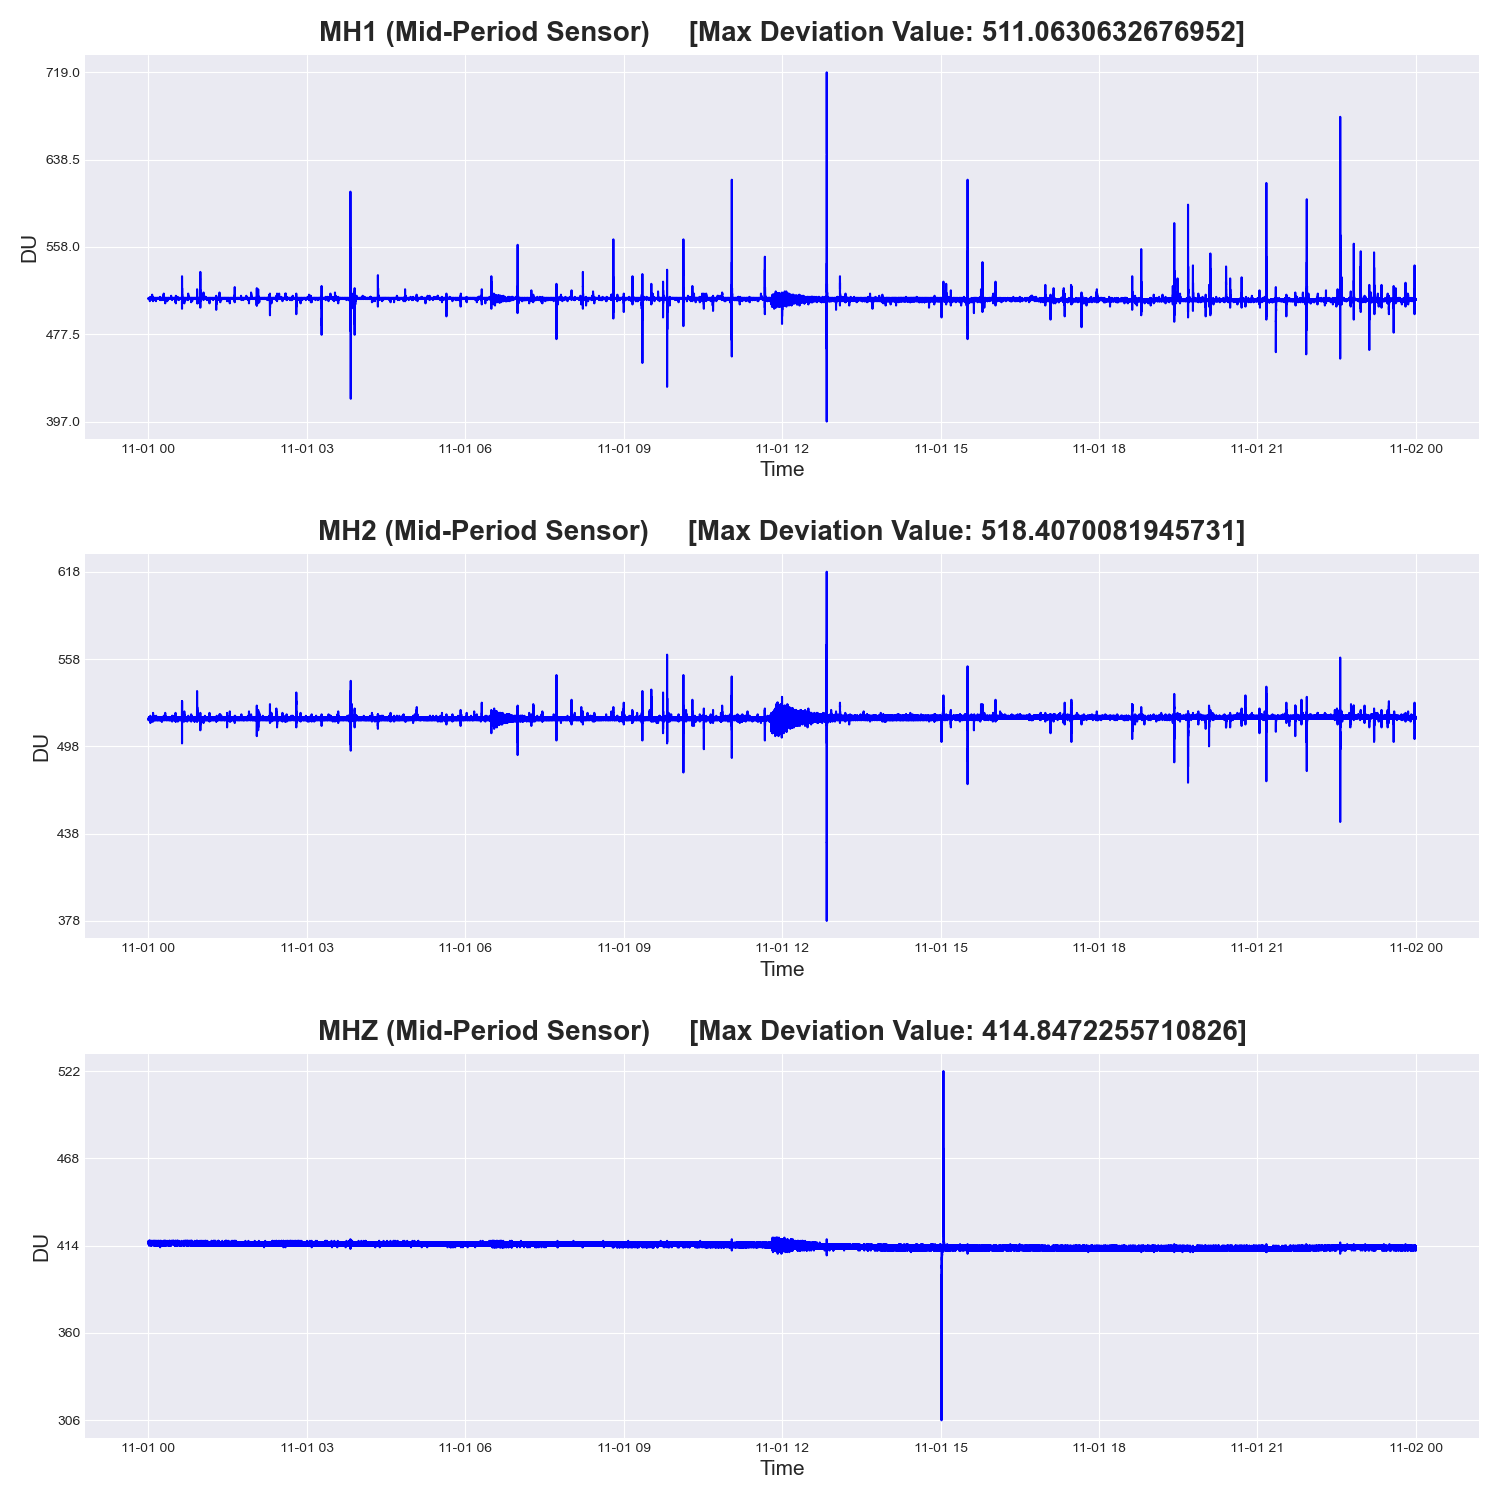 MH1 (Mid-Period Sensor) [Max Deviation Value: 511.0630632676952]
719.0
638.5
558.0
477.5
397.0
DU
11-01 00 11-01 03 11-01 06 11-01 09 11-01 12 11-01 15 11-01 18 11-01 21 11-02 00
Time
MH2 (Mid-Period Sensor) [Max Deviation Value: 518.4070081945731]
618
558
498
438
378
DU
11-01 00 11-01 03 11-01 06 11-01 09 11-01 12 11-01 15 11-01 18 11-01 21 11-02 00
Time
MHZ (Mid-Period Sensor) [Max Deviation Value: 414.8472255710826]
522
468
414
360
306
DU
11-01 00 11-01 03 11-01 06 11-01 09 11-01 12 11-01 15 11-01 18 11-01 21 11-02 00
Time